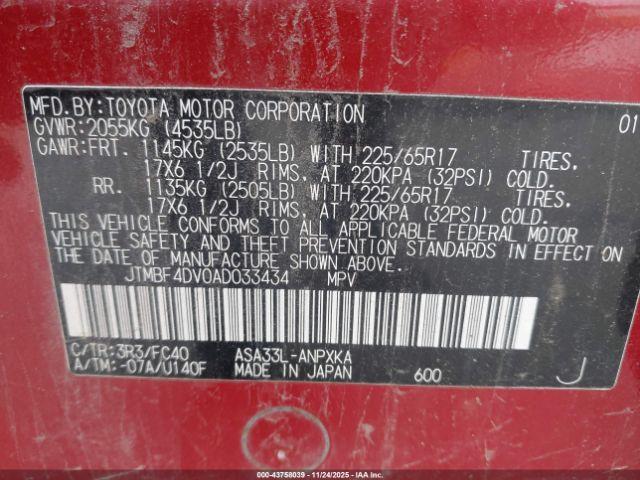 MFD.BY:TOYOTA MOTOR CORPORATION 01
GVWR:2055KG (4535LB)
GAWR:FRT. 1145KG (2535LB) WITH 225/65R17 TIRES,
17X6 1/2J RIMS, AT 220KPA (32PSI) COLD.
RR. 1135KG (2505LB) WITH 225/65R17 TIRES,
17X6 1/2J RIMS, AT 220KPA (32PSI) COLD.
THIS VEHICLE CONFORMS TO ALL APPLICABLE FEDERAL MOTOR
VEHICLE SAFETY AND THEFT PREVENTION STANDARDS IN EFFECT ON
THE DATE OF MANUFACTURE SHOWN ABOVE.
JTMBF4DV0AD033434 MPV
C/TR:3R3/FC40 ASA33L-ANPXKA
A/TM:-07A/U140F MADE IN JAPAN 600 J
000-43758039 - 11/24/2025 - IAAI.COM